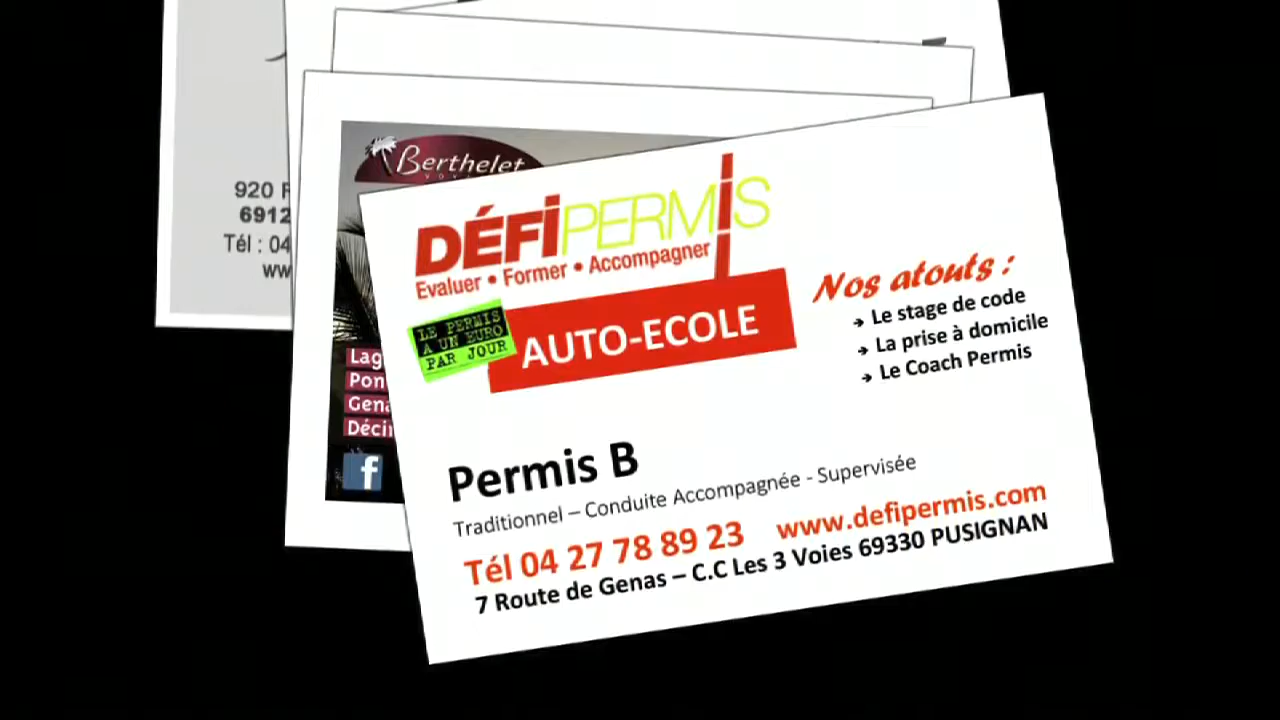 920
6912
Tél : 04
Berthelet
DÉFiPERMiS
Evaluer • Former • Accompagner
LE PERMIS
A UN EURO
PAR JOUR
AUTO-ECOLE
Nos atouts :
→ Le stage de code
→ La prise à domicile
→ Le Coach Permis
Permis B
Traditionnel – Conduite Accompagnée - Supervisée
Tél 04 27 78 89 23 www.defipermis.com
7 Route de Genas – C.C Les 3 Voies 69330 PUSIGNAN
f